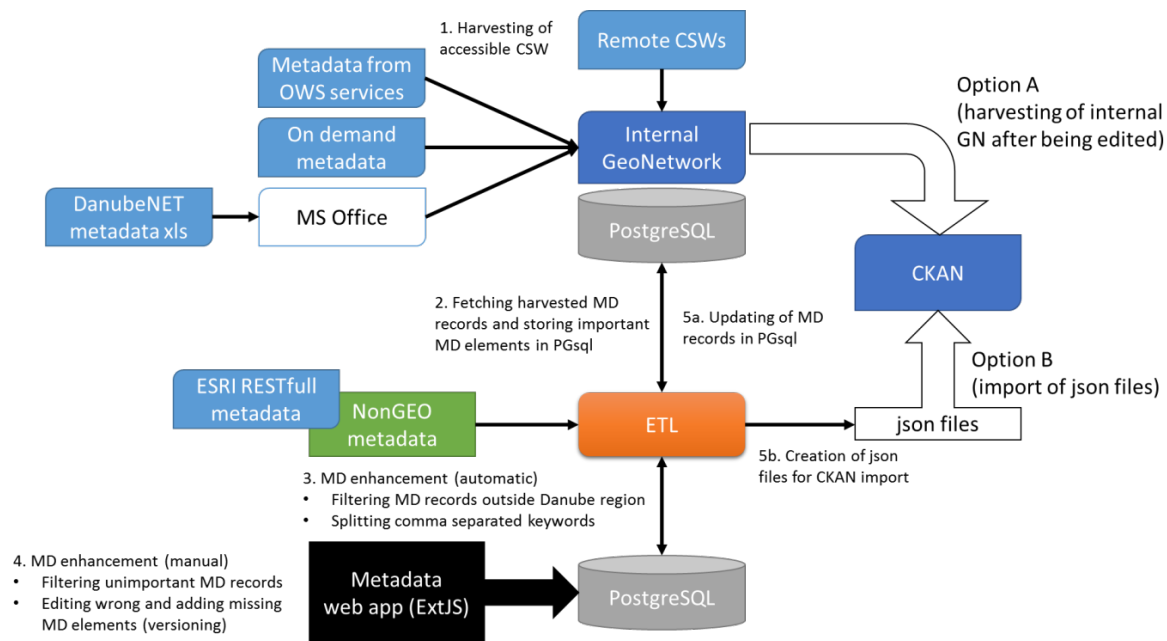 1. Harvesting of
accessible CSW
Remote CSWs
Metadata from
OWS services
Option A
(harvesting of internal
GN after being edited)
On demand
metadata
Internal
GeoNetwork
DanubeNET
metadata xls
MS Office
PostgreSQL
CKAN
2. Fetching harvested MD
records and storing important
MD elements in PGsql
5a. Updating of MD
records in PGsql
Option B
(import of json files)
ESRI RESTfull
metadata
NonGEO
metadata
ETL
json files
5b. Creation of json
files for CKAN import
3. MD enhancement (automatic)
• Filtering MD records outside Danube region
• Splitting comma separated keywords
4. MD enhancement (manual)
• Filtering unimportant MD records
• Editing wrong and adding missing
MD elements (versioning)
Metadata
web app (ExtJS)
PostgreSQL